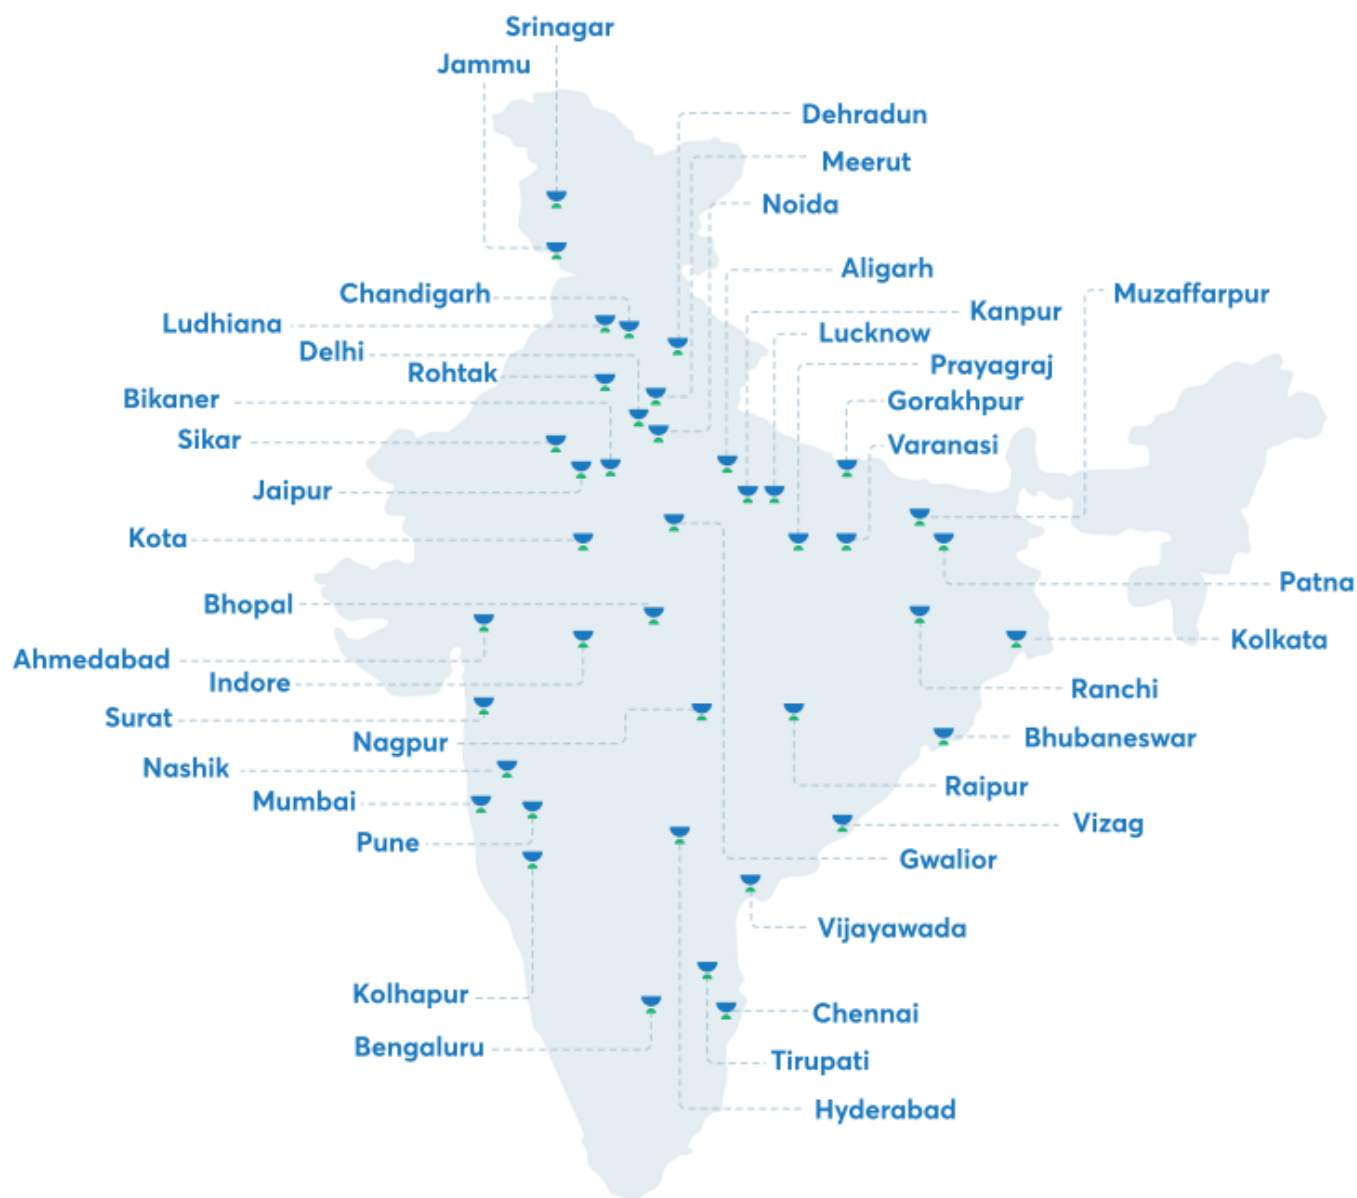 Srinagar
Jammu
Dehradun
Meerut
Noida
Aligarh
Chandigarh
Muzaffarpur
Kanpur
Ludhiana
Lucknow
Delhi
Prayagraj
Rohtak
Bikaner
Gorakhpur
Sikar
Varanasi
Jaipur
Kota
Patna
Bhopal
Kolkata
Ahmedabad
Indore
Ranchi
Surat
Bhubaneswar
Nagpur
Nashik
Raipur
Mumbai
Vizag
Pune
Gwalior
Vijayawada
Kolhapur
Chennai
Bengaluru
Tirupati
Hyderabad